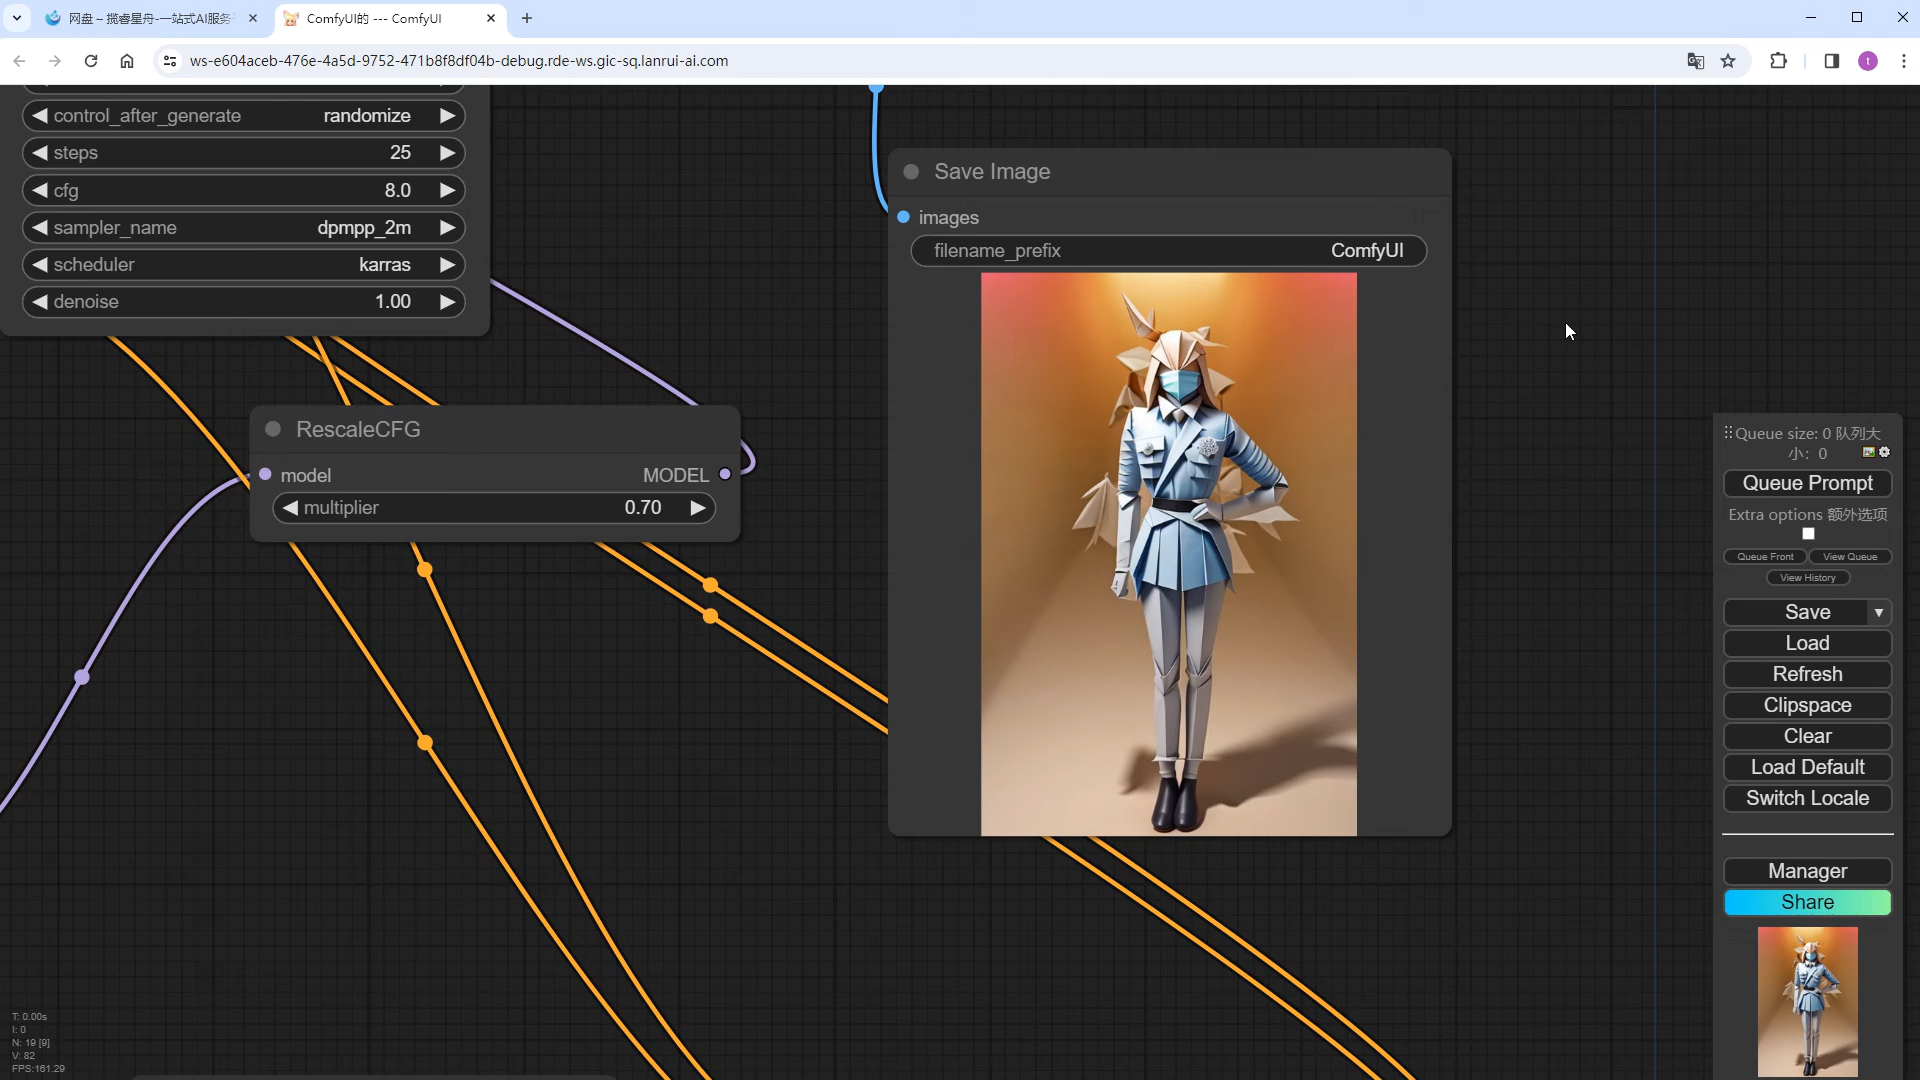 网盘 – 揽睿星舟-一站式AI服务
ComfyUI的 --- ComfyUI
ws-e604aceb-476e-4a5d-9752-471b8f8df04b-debug.rde-ws.gic-sq.lanrui-ai.com
t
control_after_generate randomize
steps 25
cfg 8.0
sampler_name dpmpp_2m
scheduler karras
denoise 1.00
RescaleCFG
model MODEL
multiplier 0.70
Save Image
images
filename_prefix ComfyUI
Queue size: 0 队列大
小：0
Queue Prompt
Extra options 额外选项
Queue Front View Queue
View History
Save ▼
Load
Refresh
Clipspace
Clear
Load Default
Switch Locale
Manager
Share
T: 0.00s
I: 0
N: 19 [9]
V: 82
FPS:161.29